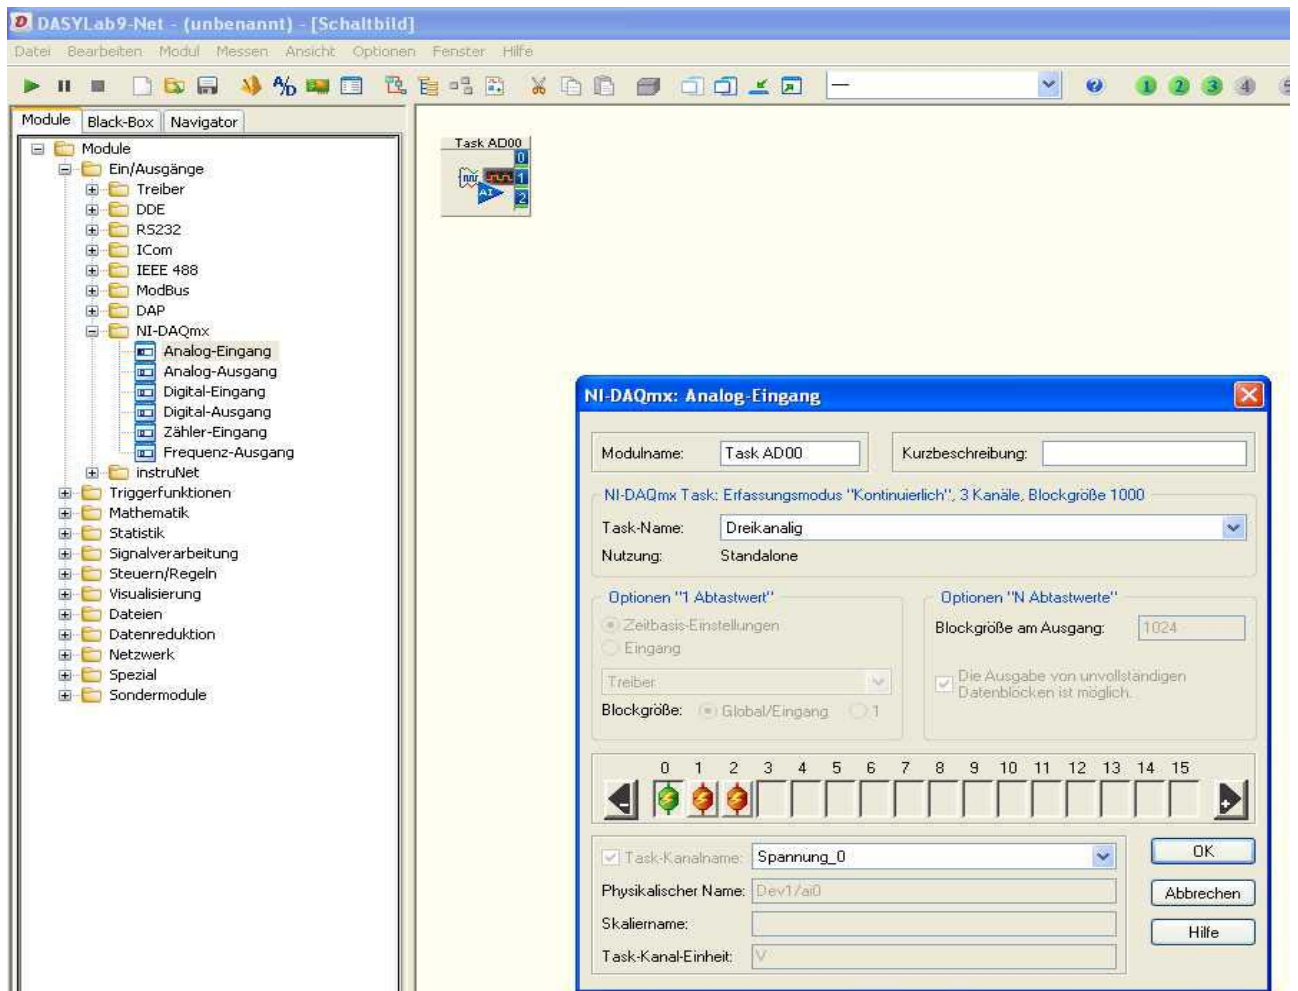 DASYLab9-Net - (unbenannt) - [Schaltbild]
Datei Bearbeiten Modul Messen Ansicht Optionen Fenster Hilfe
A/D — ? 1 2 3 4 5
Module Black-Box Navigator
Module
Ein/Ausgänge
Treiber
DDE
RS232
ICom
IEEE 488
ModBus
DAP
NI-DAQmx
Analog-Eingang
Analog-Ausgang
Digital-Eingang
Digital-Ausgang
Zähler-Eingang
Frequenz-Ausgang
instruNet
Triggerfunktionen
Mathematik
Statistik
Signalverarbeitung
Steuern/Regeln
Visualisierung
Dateien
Datenreduktion
Netzwerk
Spezial
Sondermodule
Task AD00
0
1
AI
2
NI-DAQmx: Analog-Eingang
Modulname: Task AD00 Kurzbeschreibung:
NI-DAQmx Task: Erfassungsmodus "Kontinuierlich", 3 Kanäle, Blockgröße 1000
Task-Name: Dreikanalig
Nutzung: Standalone
Optionen "1 Abtastwert"
Zeitbasis-Einstellungen
Eingang
Treiber
Blockgröße: Global/Eingang 1
Optionen "N Abtastwerte"
Blockgröße am Ausgang: 1024
Die Ausgabe von unvollständigen
Datenblöcken ist möglich.
0 1 2 3 4 5 6 7 8 9 10 11 12 13 14 15
- +
Task-Kanalname: Spannung_0
Physikalischer Name: Dev1/ai0
Skaliername:
Task-Kanal-Einheit: V
OK
Abbrechen
Hilfe